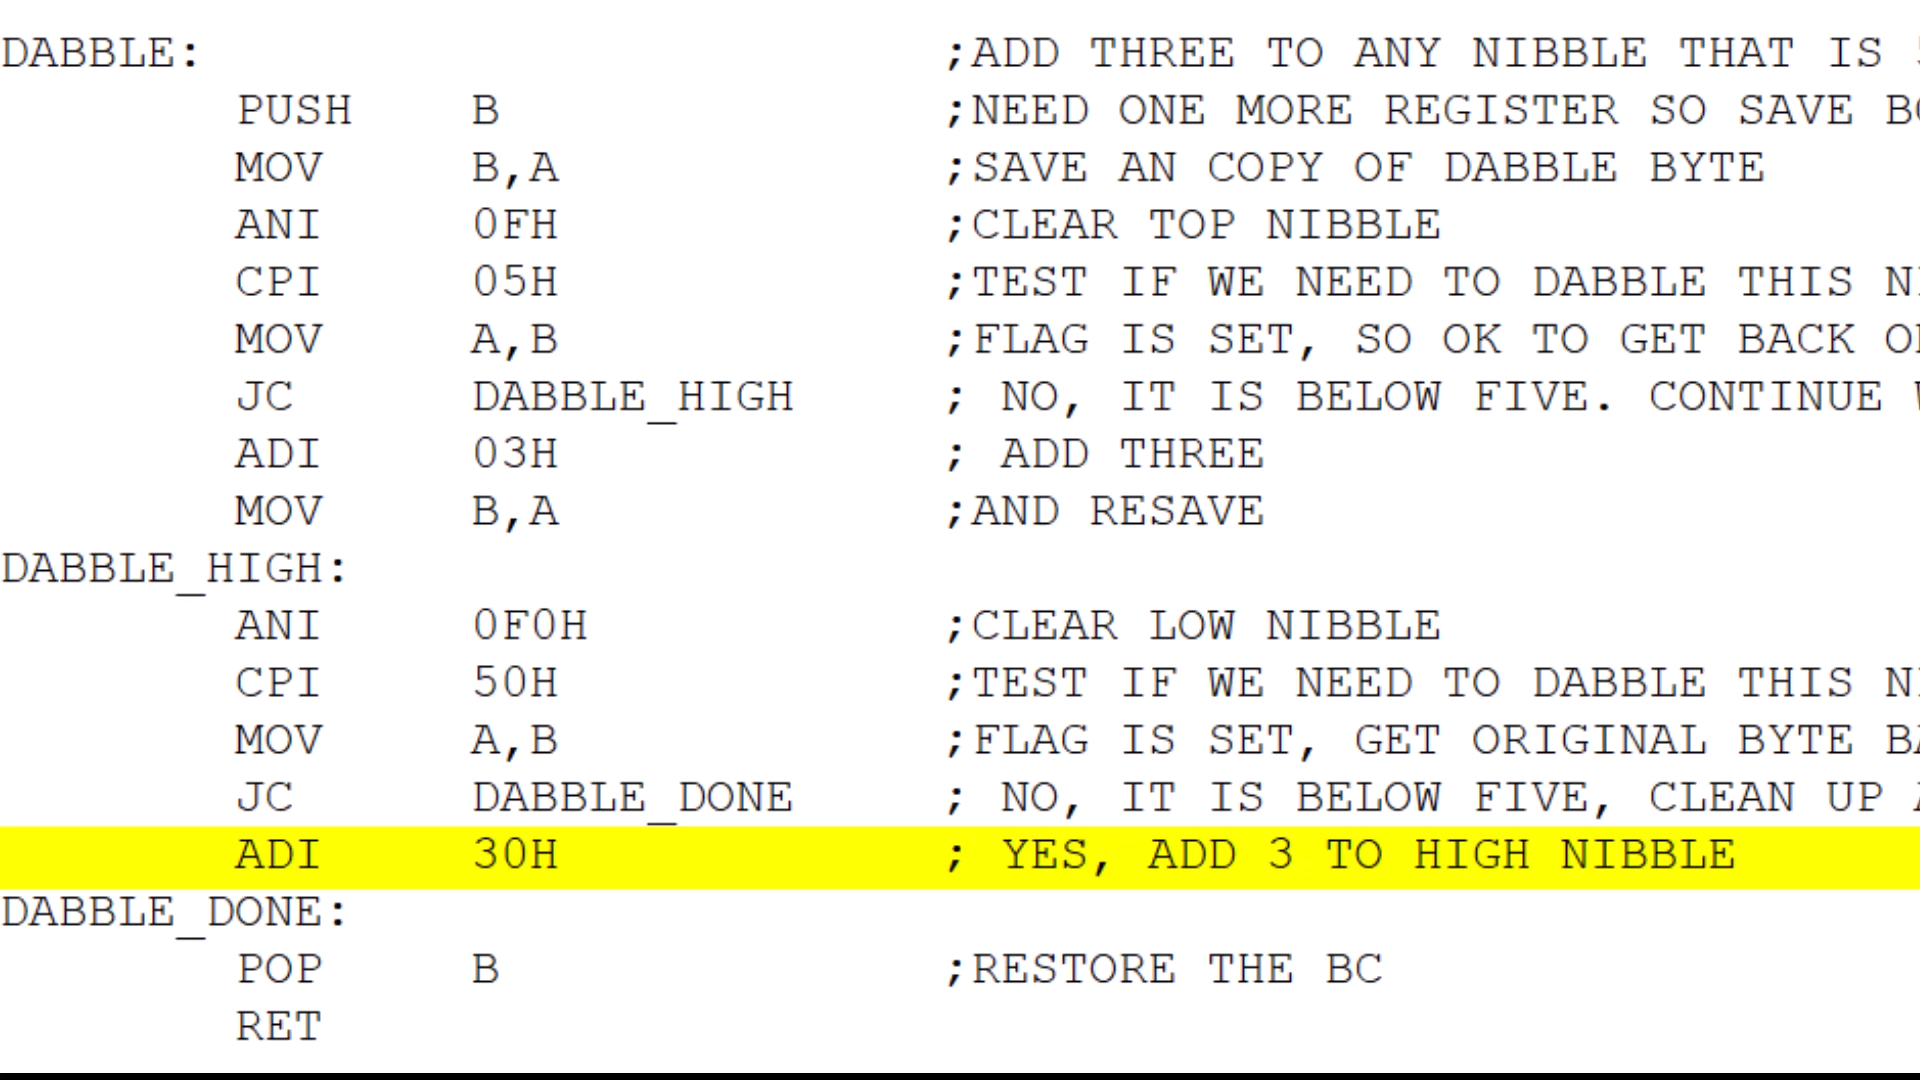 DABBLE: ;ADD THREE TO ANY NIBBLE THAT IS
PUSH B ;NEED ONE MORE REGISTER SO SAVE
MOV B,A ;SAVE AN COPY OF DABBLE BYTE
ANI 0FH ;CLEAR TOP NIBBLE
CPI 05H ;TEST IF WE NEED TO DABBLE THIS
MOV A,B ;FLAG IS SET, SO OK TO GET BACK
JC DABBLE_HIGH ; NO, IT IS BELOW FIVE. CONTINUE
ADI 03H ; ADD THREE
MOV B,A ;AND RESAVE
DABBLE_HIGH:
ANI 0F0H ;CLEAR LOW NIBBLE
CPI 50H ;TEST IF WE NEED TO DABBLE THIS
MOV A,B ;FLAG IS SET, GET ORIGINAL BYTE
JC DABBLE_DONE ; NO, IT IS BELOW FIVE, CLEAN UP
ADI 30H ; YES, ADD 3 TO HIGH NIBBLE
DABBLE_DONE:
POP B ;RESTORE THE BC
RET